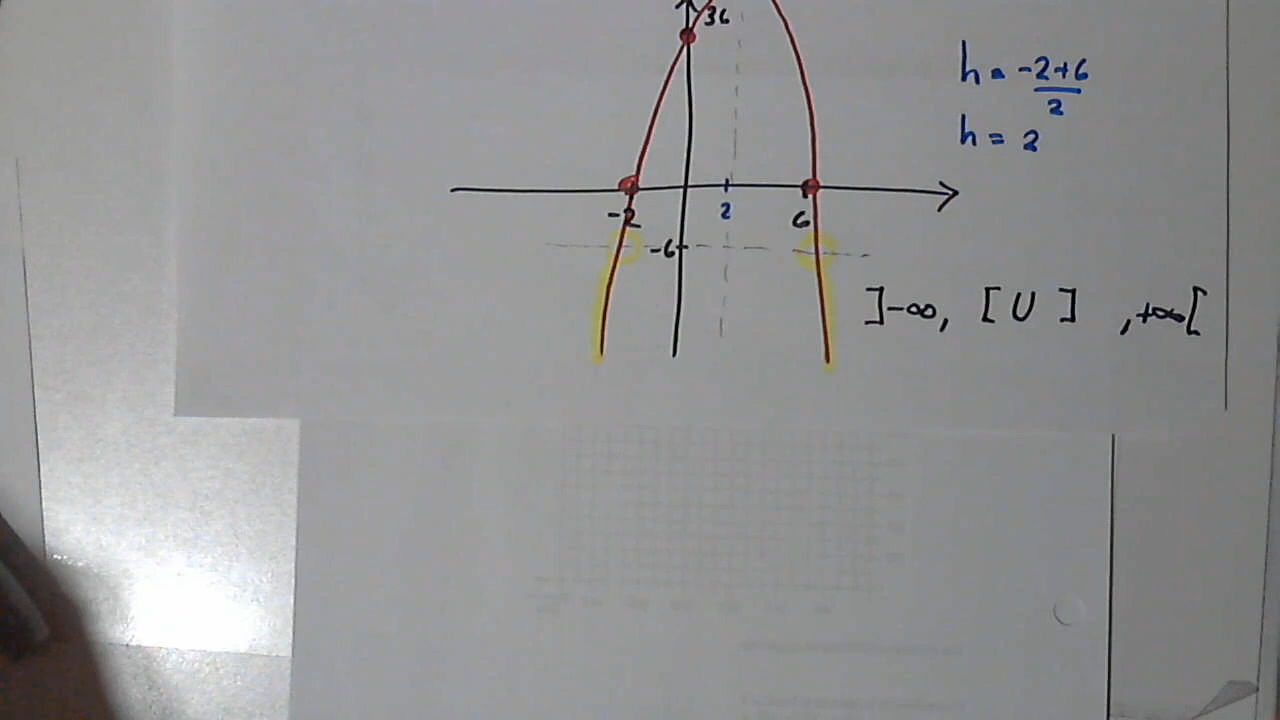 36
h = -2+6
2
h = 2
-2
2
6
-6
]-∞, [ U ] ,+∞[